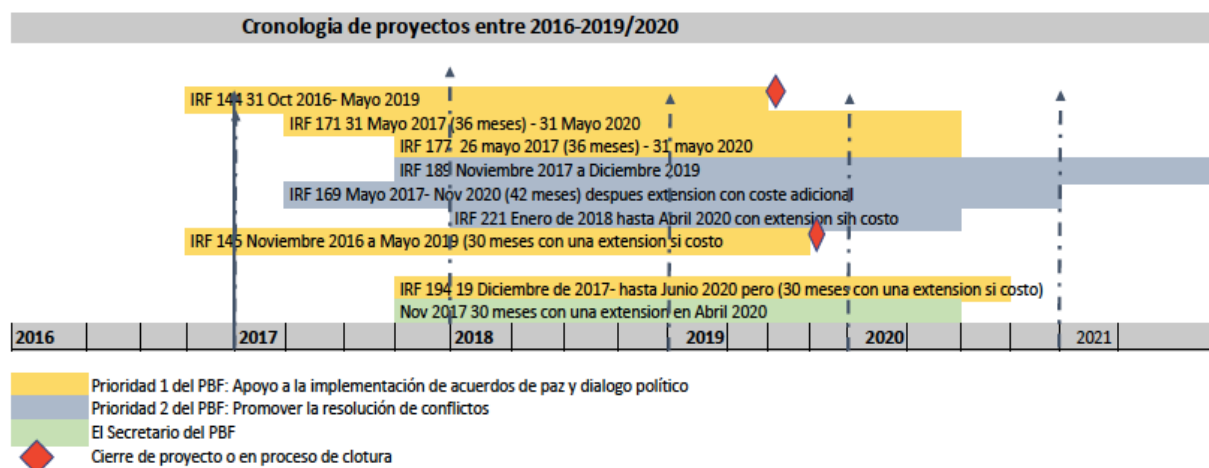 Cronologia de proyectos entre 2016-2019/2020
IRF 144 31 Oct 2016- Mayo 2019
IRF 171 31 Mayo 2017 (36 meses) - 31 Mayo 2020
IRF 177  26 mayo 2017 (36 meses) - 31 mayo 2020
IRF 189 Noviembre 2017 a Diciembre 2019
IRF 169 Mayo 2017- Nov 2020 (42 meses) despues extension con coste adicional
IRF 221 Enero de 2018 hasta Abril 2020 con extension sin costo
IRF 145 Noviembre 2016 a Mayo 2019 (30 meses con una extension si costo
IRF 194 19 Diciembre de 2017- hasta Junio 2020 pero (30 meses con una extension si costo)
Nov 2017 30 meses con una extension en Abril 2020
2016 2017 2018 2019 2020 2021
Prioridad 1 del PBF: Apoyo a la implementación de acuerdos de paz y dialogo político
Prioridad 2 del PBF: Promover la resolución de conflictos
El Secretario del PBF
Cierre de proyecto o en proceso de clotura